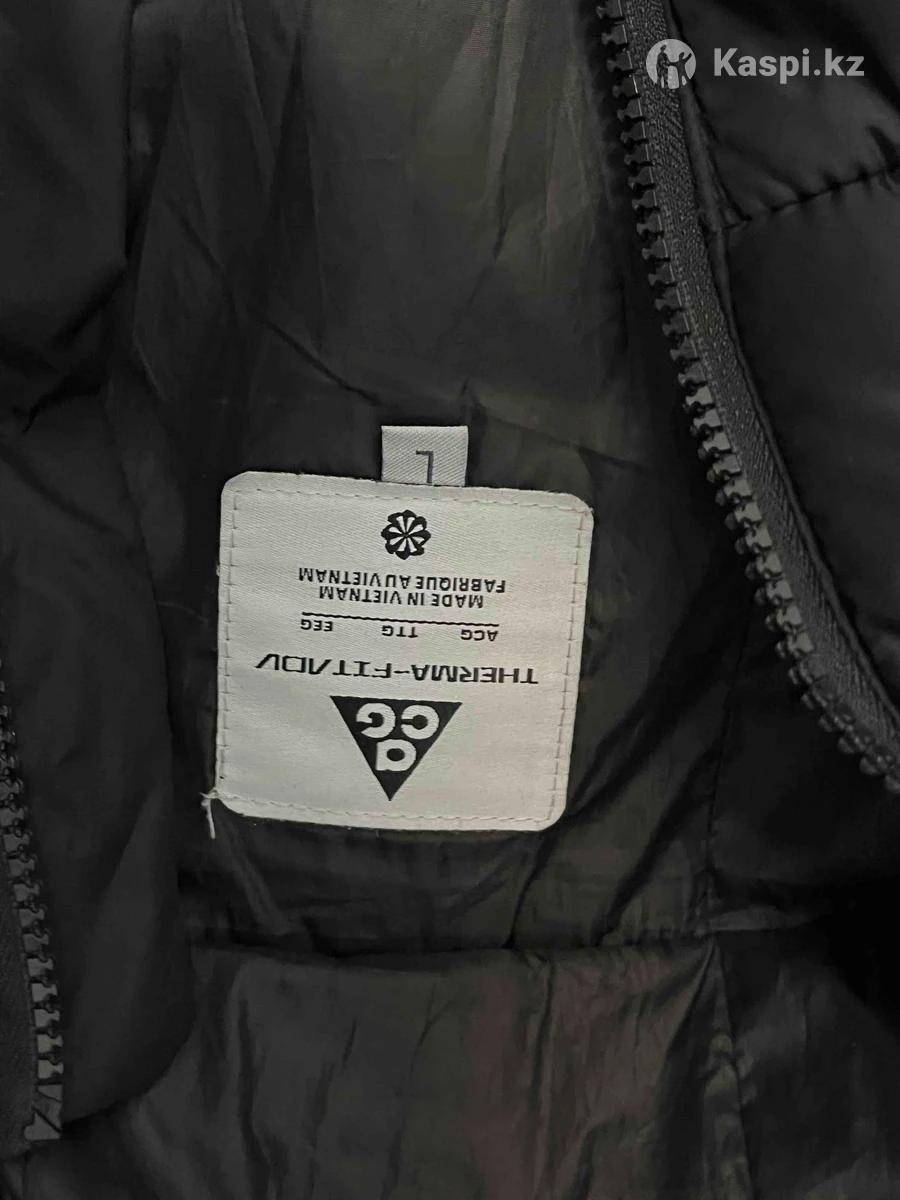 Kaspi.kz
aCG
THERMA-FIT ADV
ACG TTG EEG
MADE IN VIETNAM
FABRIQUE AU VIETNAM
L